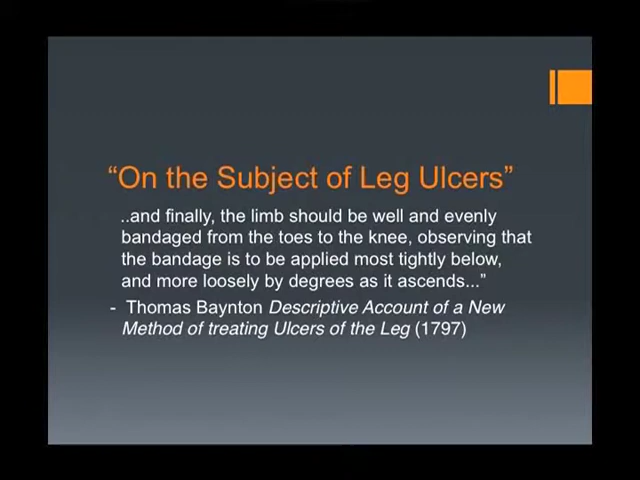 “On the Subject of Leg Ulcers”
..and finally, the limb should be well and evenly
bandaged from the toes to the knee, observing that
the bandage is to be applied most tightly below,
and more loosely by degrees as it ascends...”
- Thomas Baynton Descriptive Account of a New
Method of treating Ulcers of the Leg (1797)